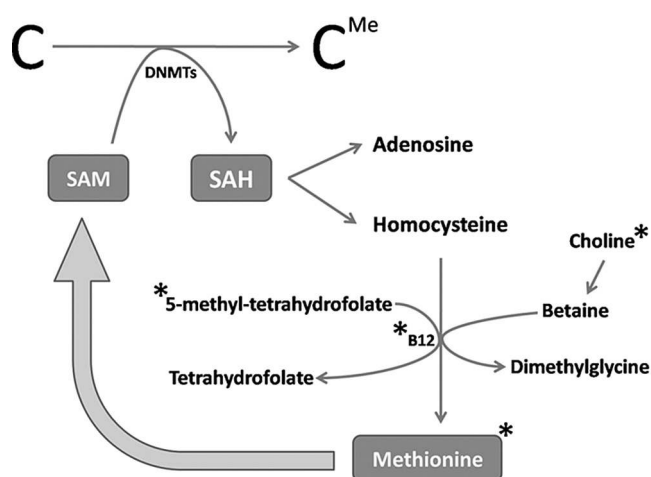 C
C^Me
DNMTs
SAM
SAH
Adenosine
Homocysteine
Choline*
*5-methyl-tetrahydrofolate
Betaine
*B12
Tetrahydrofolate
Dimethylglycine
Methionine*